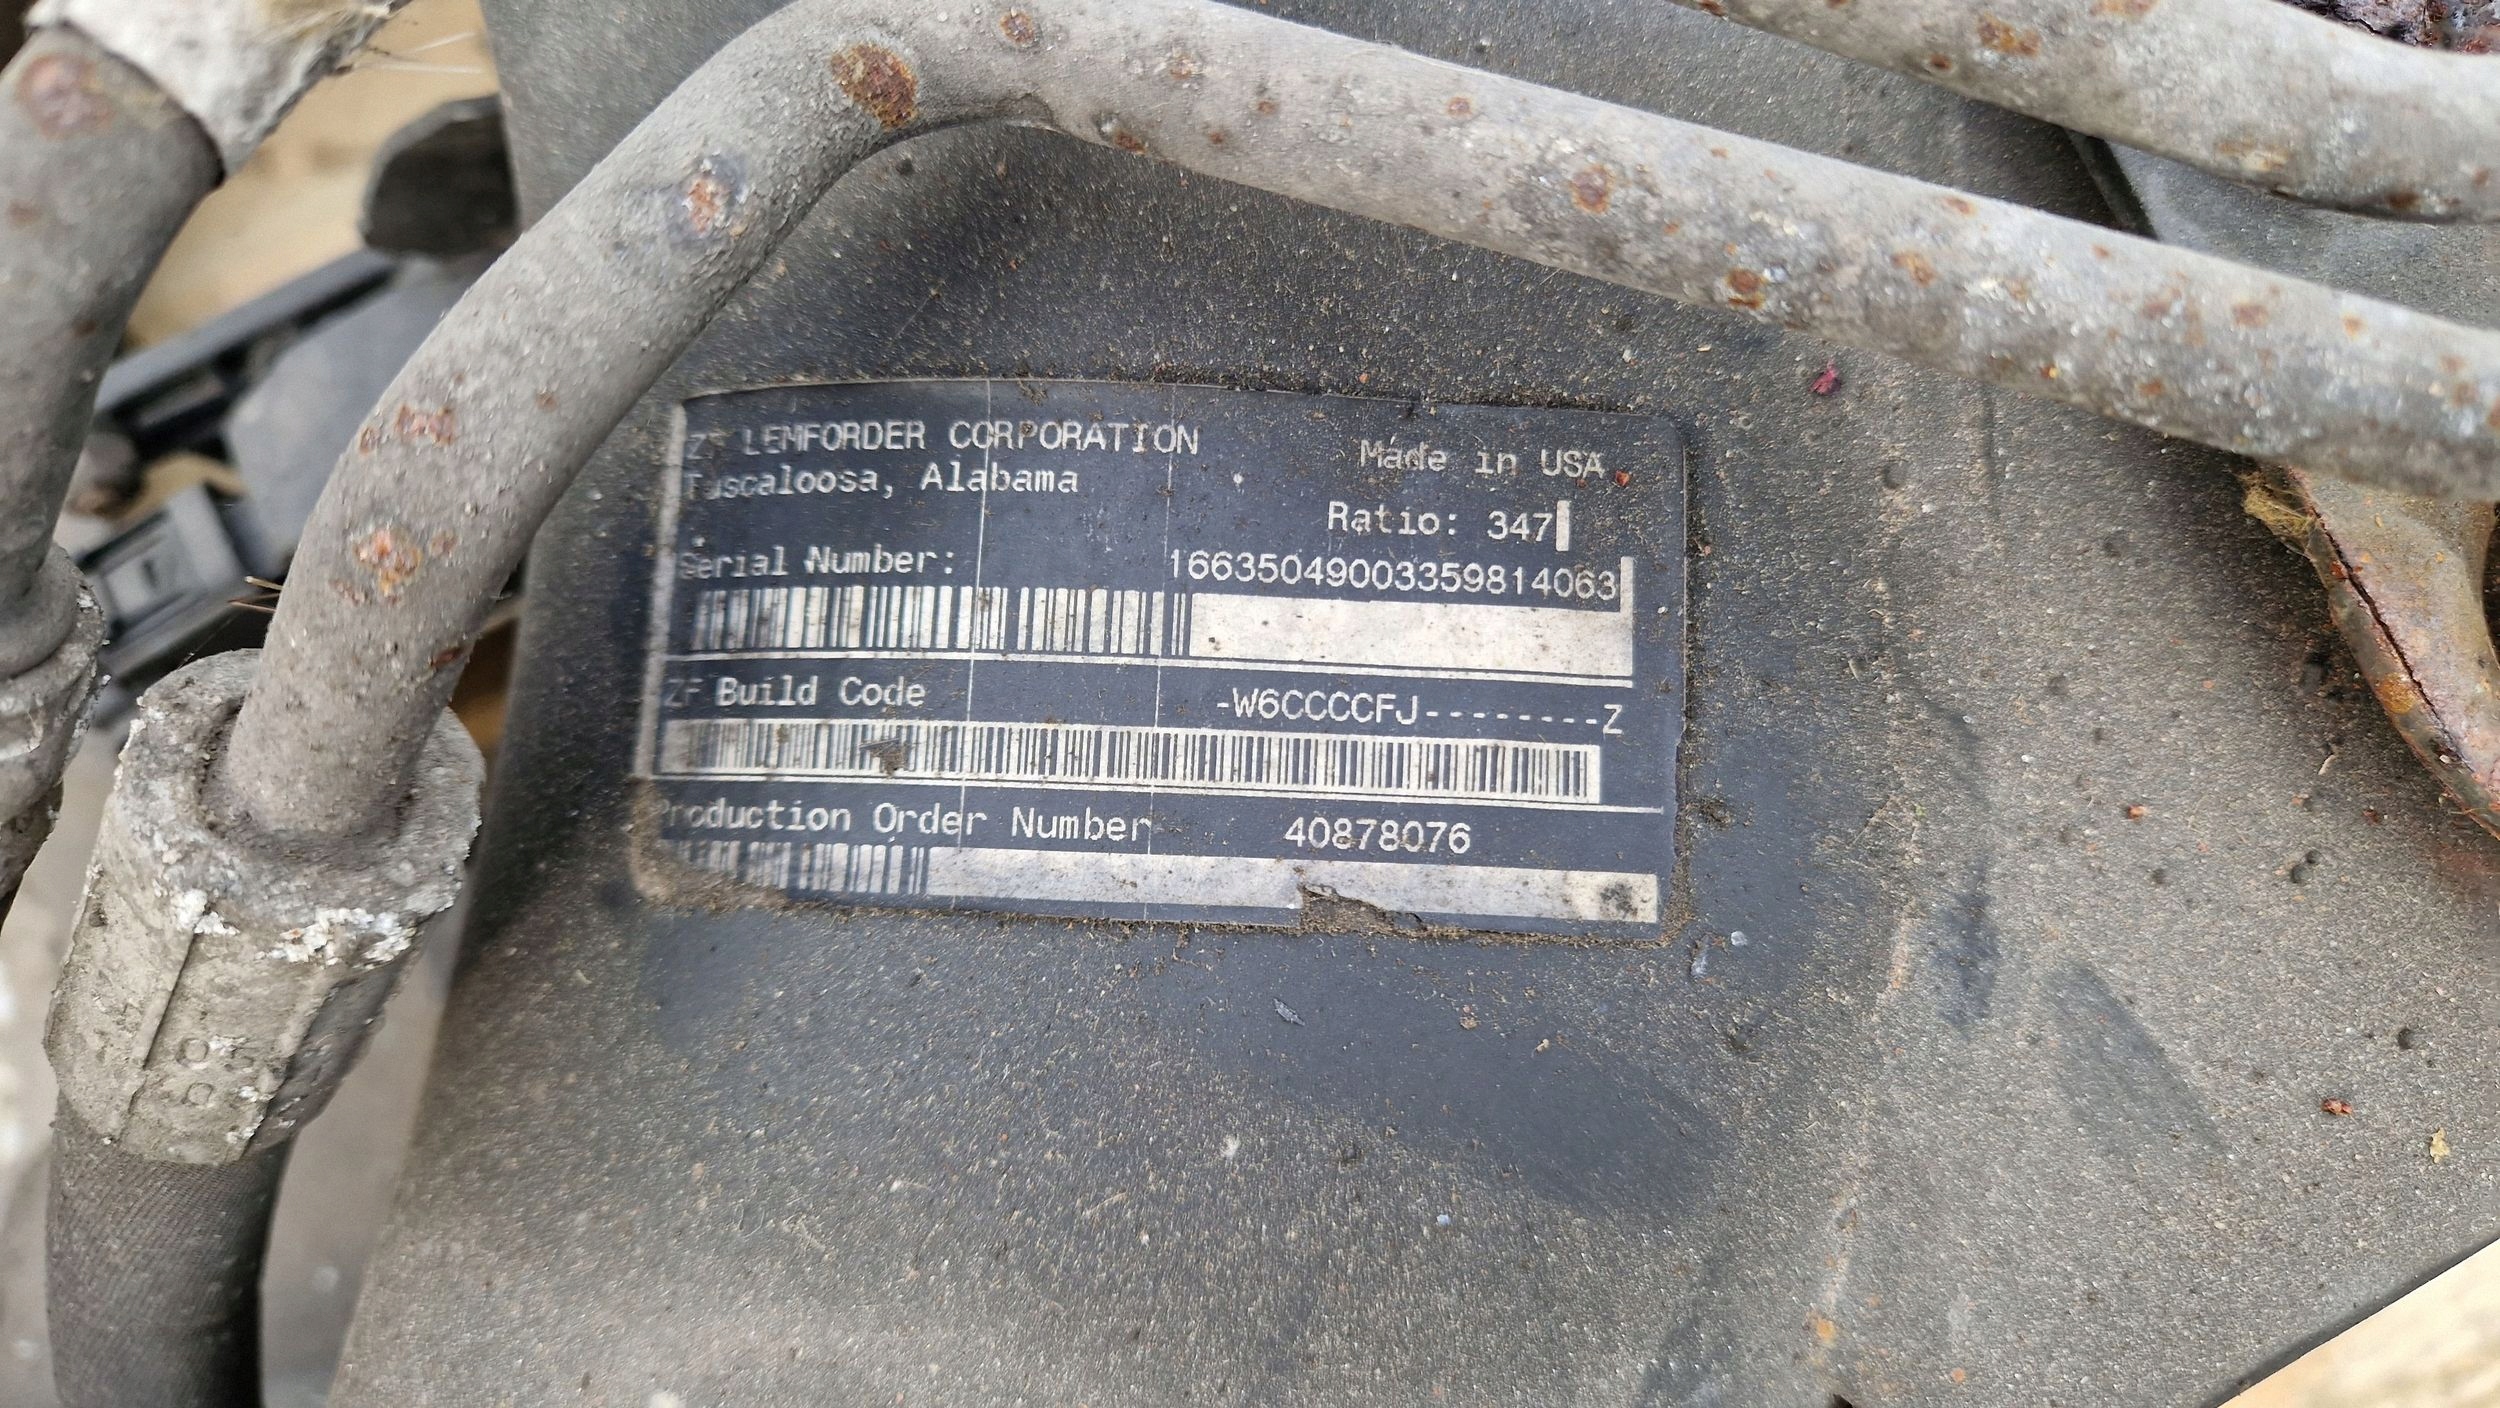 ZF LEMFORDER CORPORATION
Made in USA
Tuscaloosa, Alabama
Ratio: 347
Serial Number: 16635049003359814063
ZF Build Code -W6CCCCFJ--------Z
Production Order Number 40878076